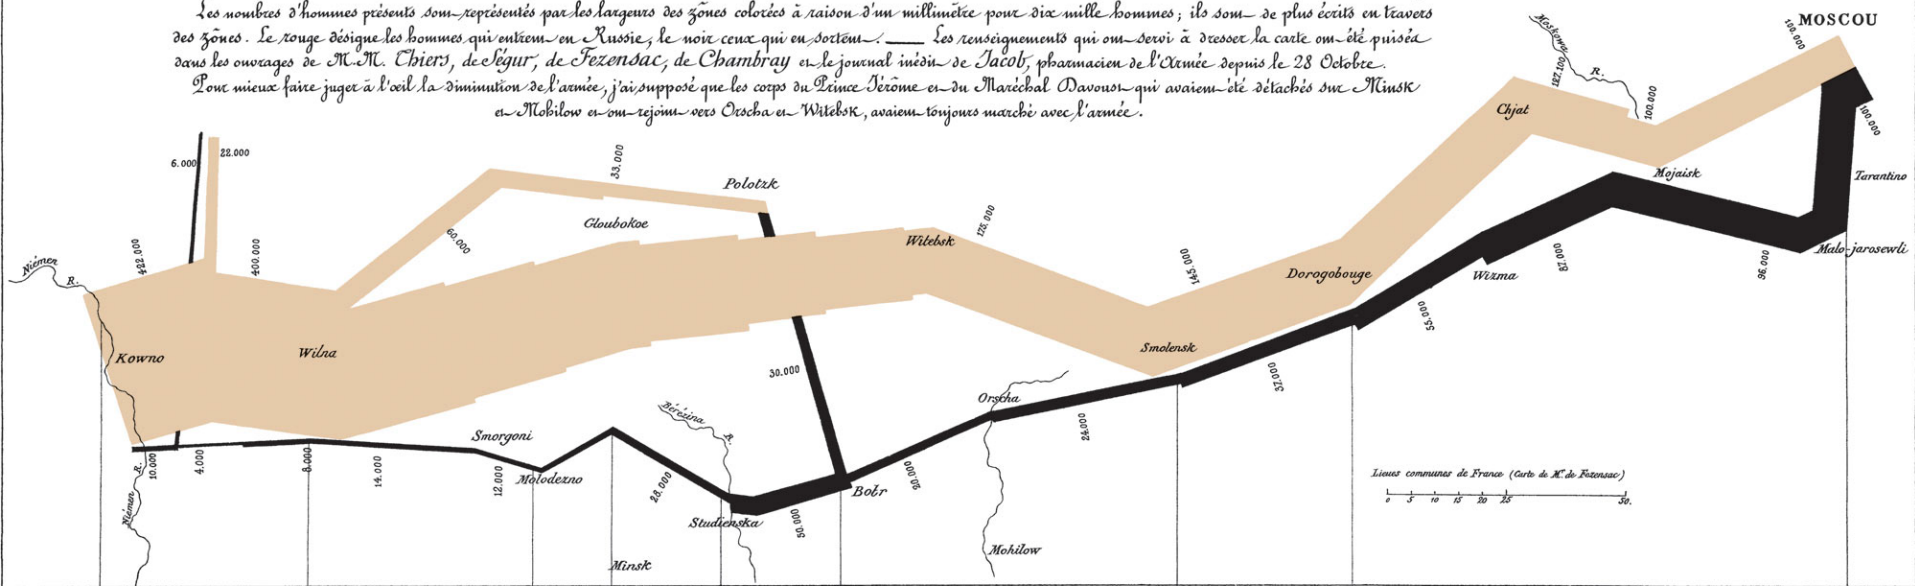 Les nombres d'hommes présents sont représentés par les largeurs des zônes colorées à raison d'un millimètre pour dix mille hommes; ils sont de plus écrits en travers
des zônes. Le rouge désigne les hommes qui entrent en Russie, le noir ceux qui en sortent. ____ Les renseignements qui ont servi à dresser la carte ont été puisés
dans les ouvrages de M.M. Thiers, de Ségur, de Fezensac, de Chambray et le journal inédit de Jacob, pharmacien de l'Armée depuis le 28 Octobre.
Pour mieux faire juger à l'œil la diminution de l'armée, j'ai supposé que les corps du Prince Jérôme et du Maréchal Davoust qui avaient été détachés sur Minsk
et Mohilow et ont rejoint vers Orscha et Witebsk, avaient toujours marché avec l'armée.
MOSCOU
Moskowa
R.
100.000
127.100
100.000
100.000
Chjat
Mojaisk
Tarantino
Malo-jarosewli
6.000
22.000
33.000
Polotzk
Gloubokoe
60.000
175.000
Witebsk
422.000
400.000
Niémen
R.
145.000
Dorogobouge
Wizma
87.000
96.000
55.000
Kowno
Wilna
30.000
Smolensk
37.000
Orscha
24.000
Bérézina
R.
Smorgoni
Molodezno
10.000
4.000
8.000
14.000
12.000
28.000
Studienska
50.000
Bobr
20.000
R.
Niémen
Minsk
Mohilow
Lieues communes de France (Carte de M. de Fezensac)
0 5 10 15 20 25 50.